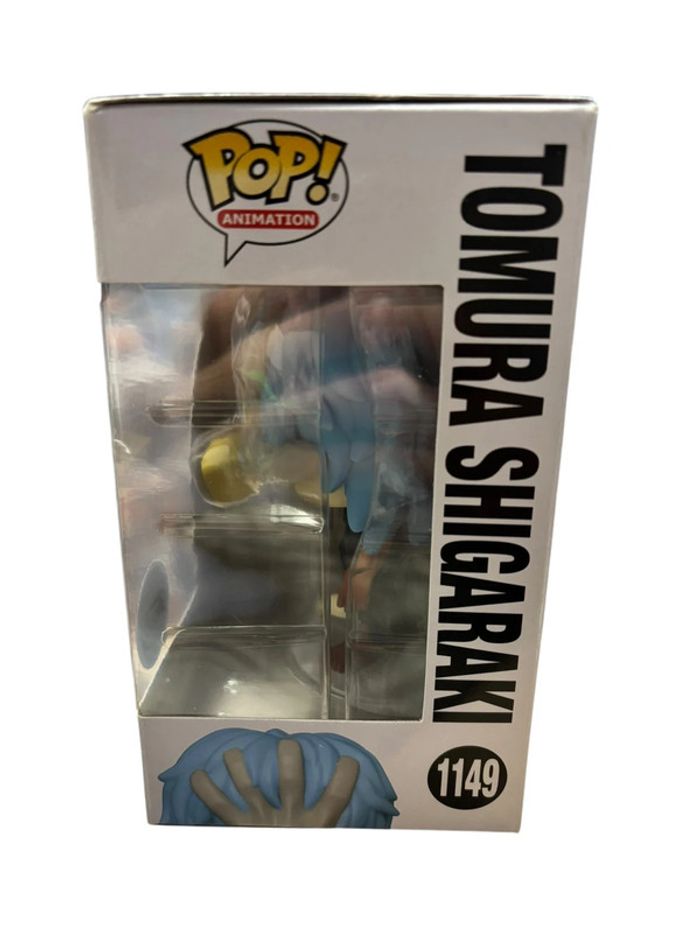 POP!
ANIMATION
TOMURA SHIGARAKI
1149